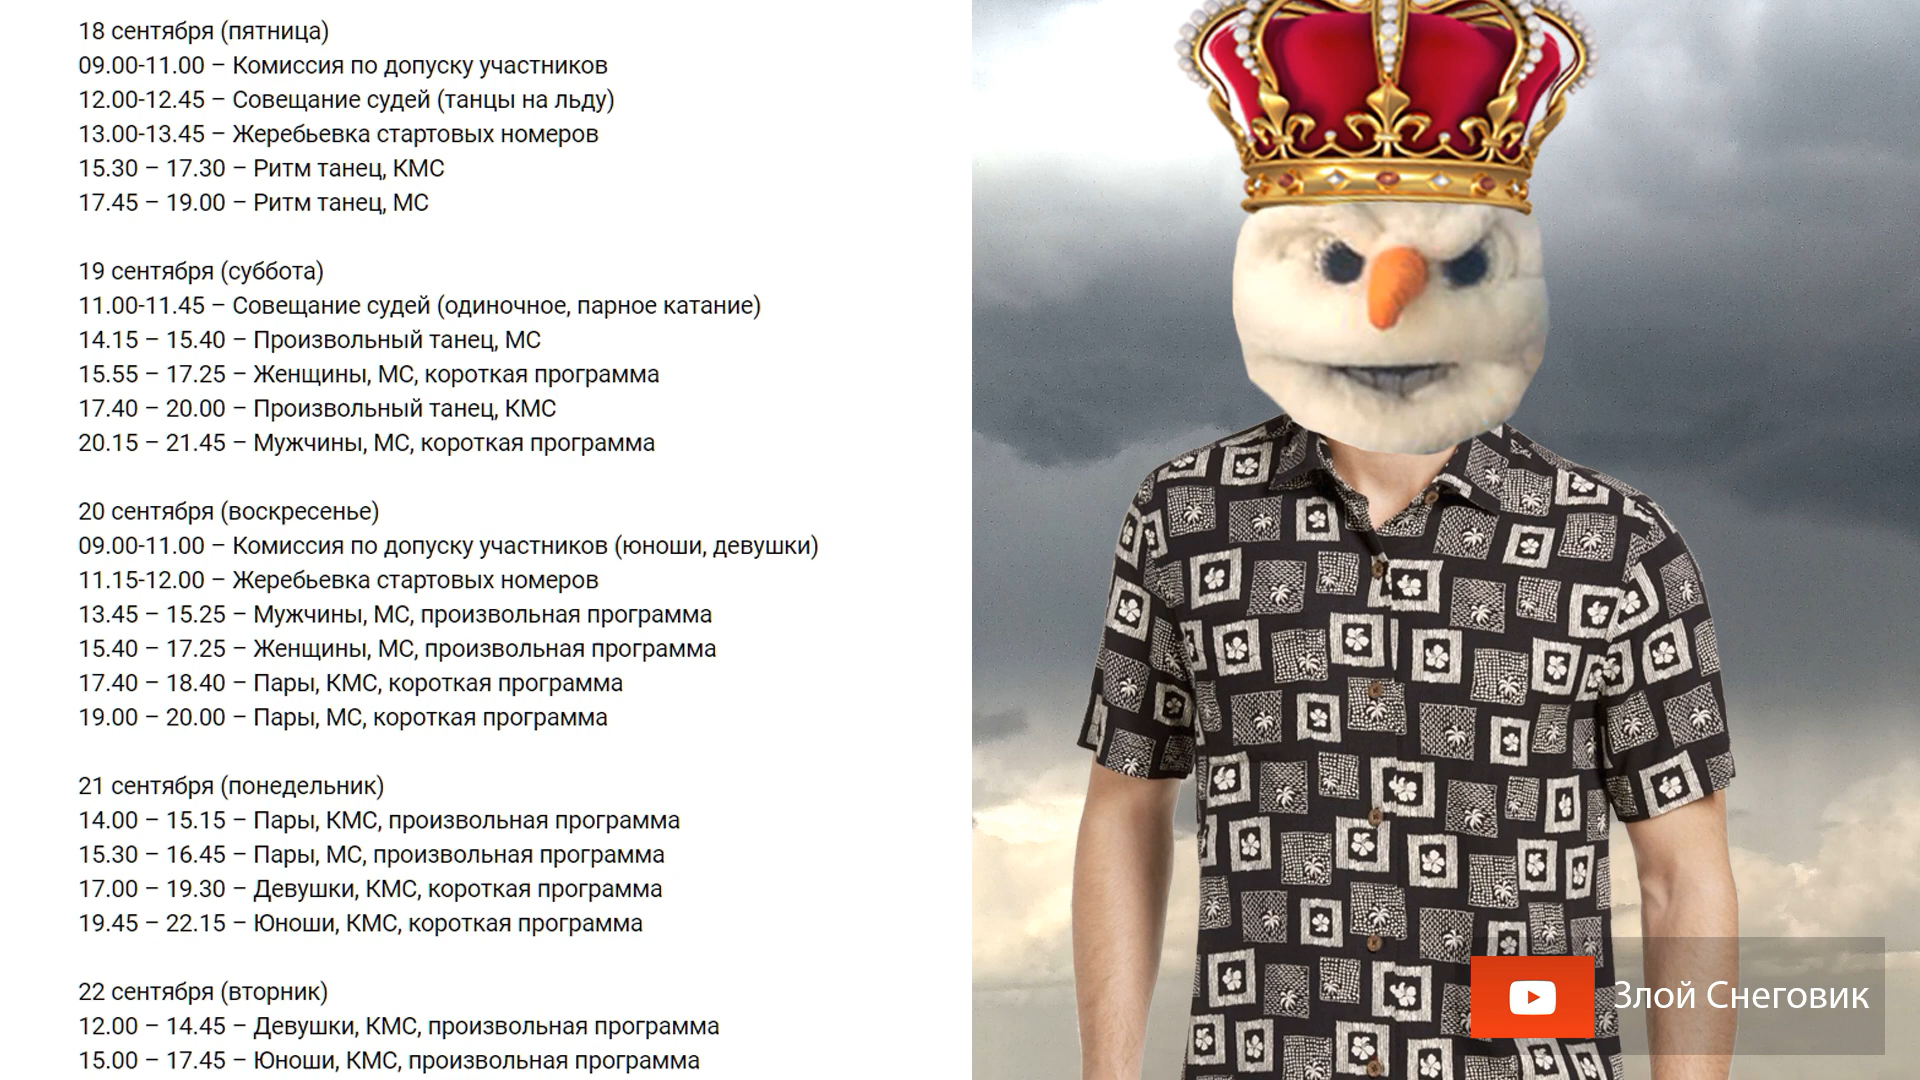 18 сентября (пятница)
09.00-11.00 – Комиссия по допуску участников
12.00-12.45 – Совещание судей (танцы на льду)
13.00-13.45 – Жеребьевка стартовых номеров
15.30 – 17.30 – Ритм танец, КМС
17.45 – 19.00 – Ритм танец, МС
19 сентября (суббота)
11.00-11.45 – Совещание судей (одиночное, парное катание)
14.15 – 15.40 – Произвольный танец, МС
15.55 – 17.25 – Женщины, МС, короткая программа
17.40 – 20.00 – Произвольный танец, КМС
20.15 – 21.45 – Мужчины, МС, короткая программа
20 сентября (воскресенье)
09.00-11.00 – Комиссия по допуску участников (юноши, девушки)
11.15-12.00 – Жеребьевка стартовых номеров
13.45 – 15.25 – Мужчины, МС, произвольная программа
15.40 – 17.25 – Женщины, МС, произвольная программа
17.40 – 18.40 – Пары, КМС, короткая программа
19.00 – 20.00 – Пары, МС, короткая программа
21 сентября (понедельник)
14.00 – 15.15 – Пары, КМС, произвольная программа
15.30 – 16.45 – Пары, МС, произвольная программа
17.00 – 19.30 – Девушки, КМС, короткая программа
19.45 – 22.15 – Юноши, КМС, короткая программа
22 сентября (вторник)
12.00 – 14.45 – Девушки, КМС, произвольная программа
15.00 – 17.45 – Юноши, КМС, произвольная программа
Злой Снеговик